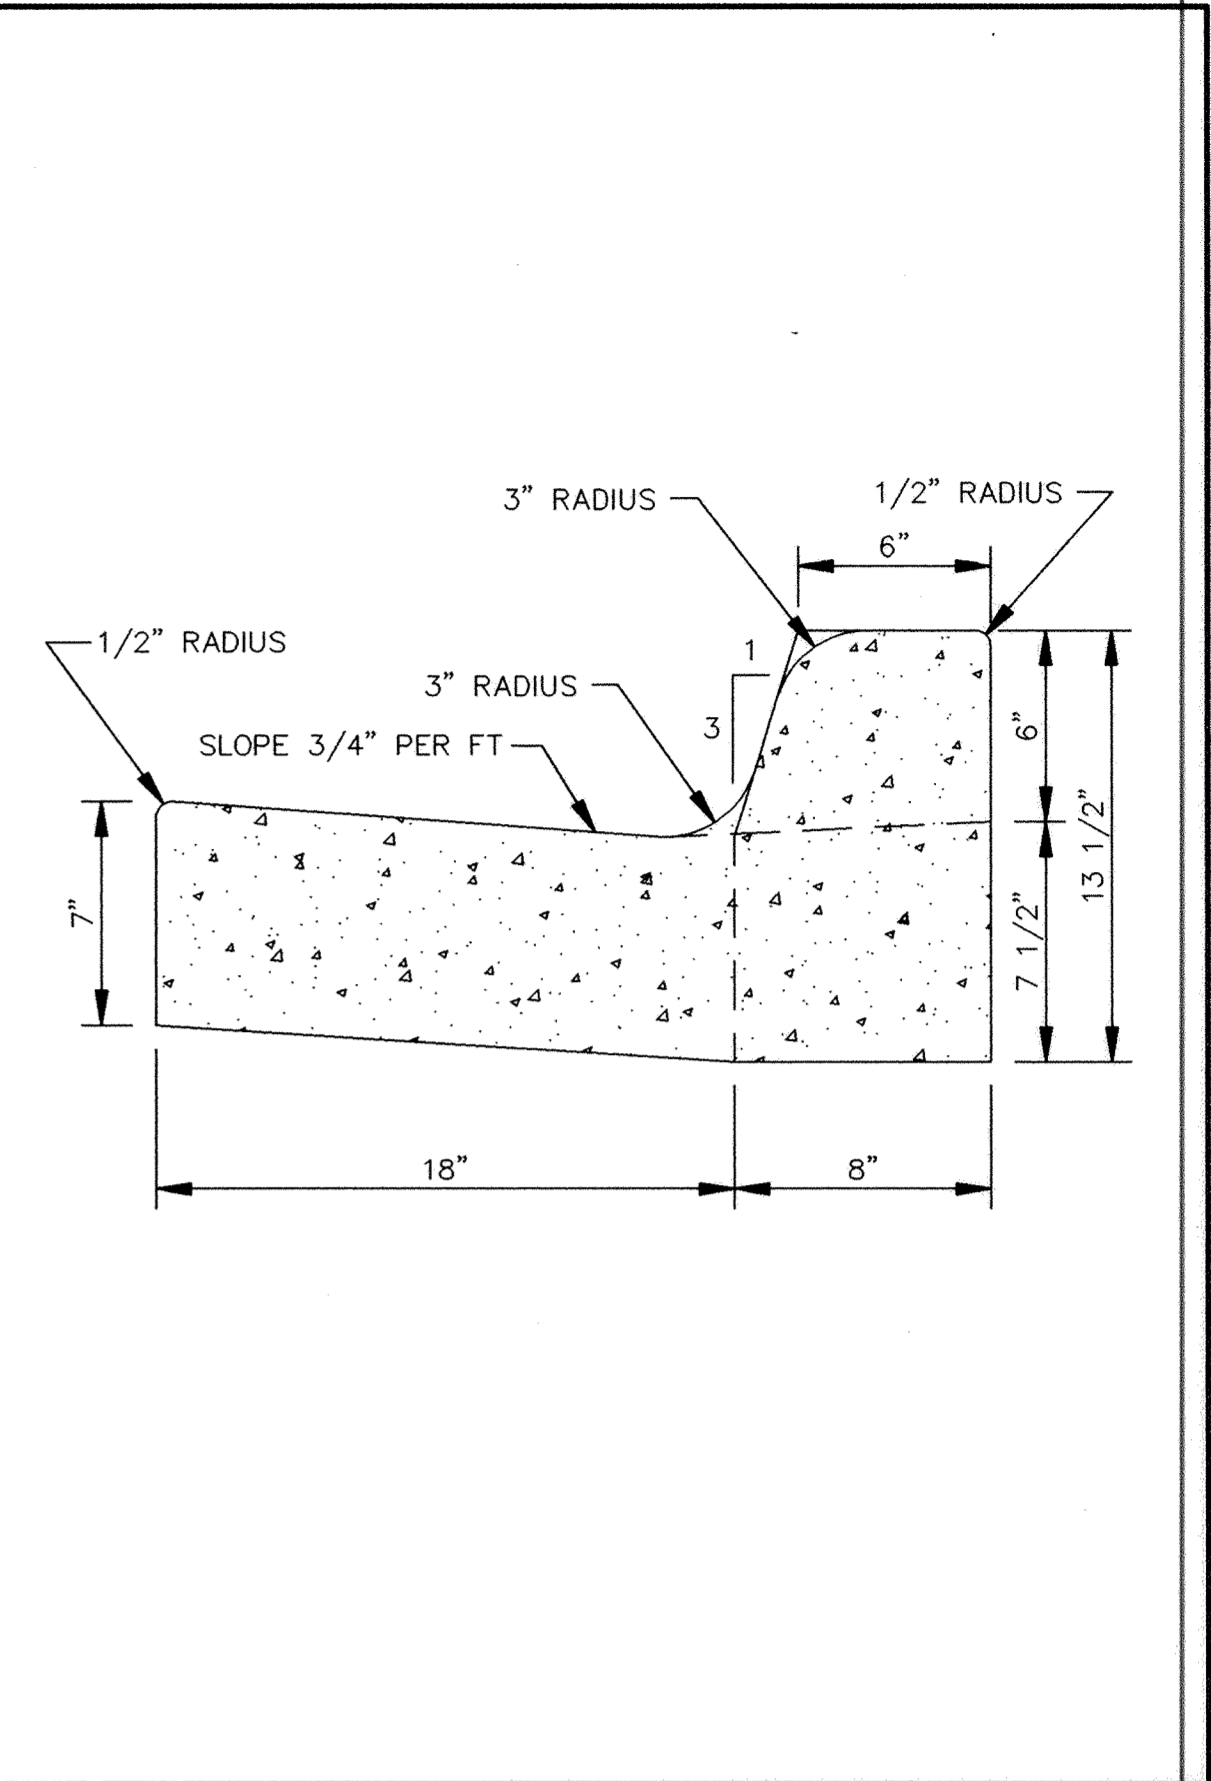 3” RADIUS
1/2” RADIUS
6”
1/2” RADIUS
1
3” RADIUS
3
SLOPE 3/4” PER FT
6”
13 1/2”
7”
7 1/2”
18”
8”